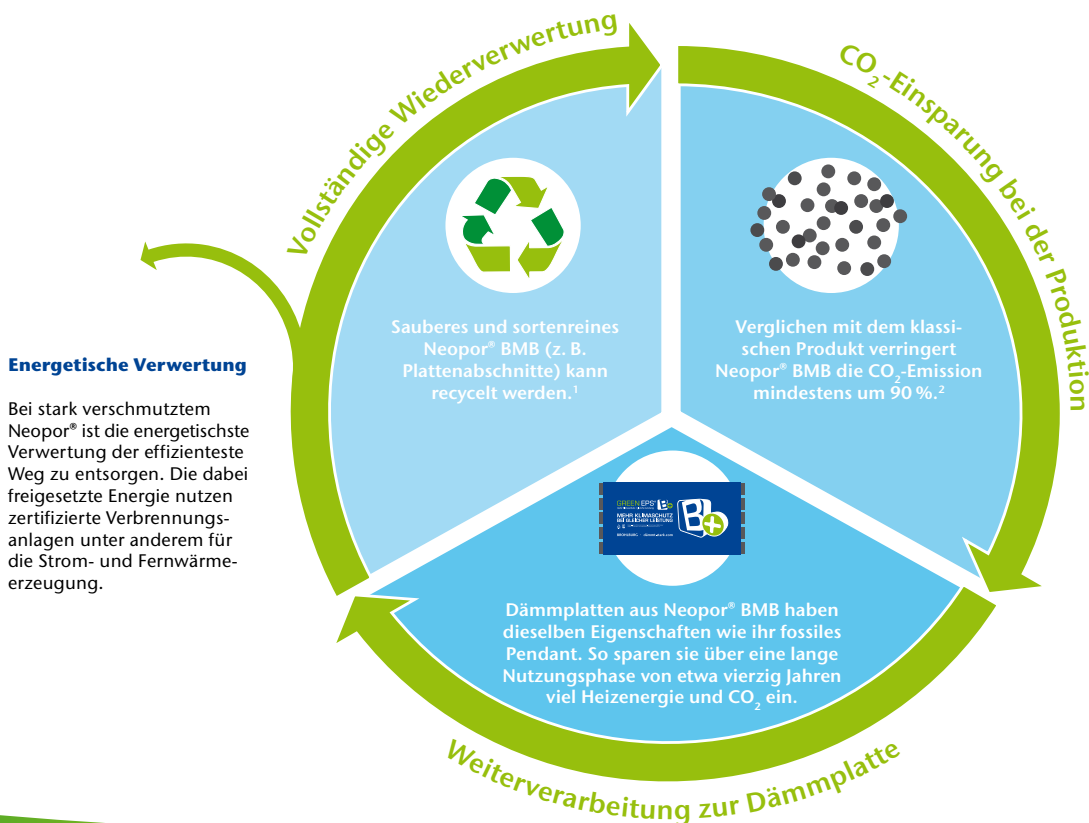 Vollständige Wiederverwertung
CO₂-Einsparung bei der Produktion
Sauberes und sortenreines
Neopor® BMB (z. B.
Plattenabschnitte) kann
recycelt werden.¹
Verglichen mit dem klassi-
schen Produkt verringert
Neopor® BMB die CO₂-Emission
mindestens um 90 %.²
Energetische Verwertung
Bei stark verschmutztem
Neopor® ist die energetischste
Verwertung der effizienteste
Weg zu entsorgen. Die dabei
freigesetzte Energie nutzen
zertifizierte Verbrennungs-
anlagen unter anderem für
die Strom- und Fernwärme-
erzeugung.
GREEN EPS® B+
MEHR KLIMASCHUTZ
BEI GLEICHER LEISTUNG
B+
Dämmplatten aus Neopor® BMB haben
dieselben Eigenschaften wie ihr fossiles
Pendant. So sparen sie über eine lange
Nutzungsphase von etwa vierzig Jahren
viel Heizenergie und CO₂ ein.
Weiterverarbeitung zur Dämmplatte